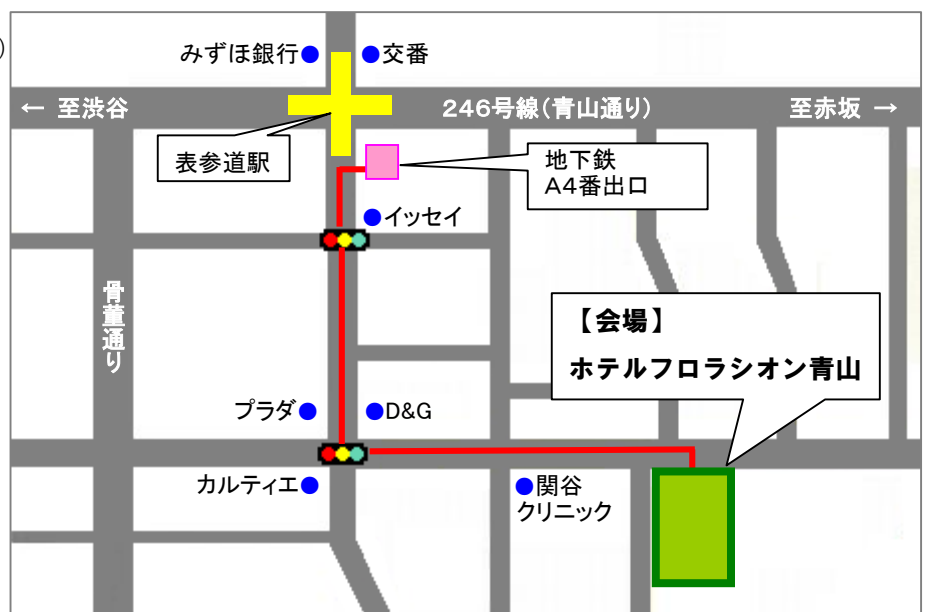 )
みずほ銀行●
●交番
← 至渋谷
246号線(青山通り)
至赤坂 →
表参道駅
地下鉄
A4番出口
●イッセイ
骨董通り
【会場】
ホテルフロラシオン青山
プラダ●
●D&G
カルティエ●
●関谷
クリニック